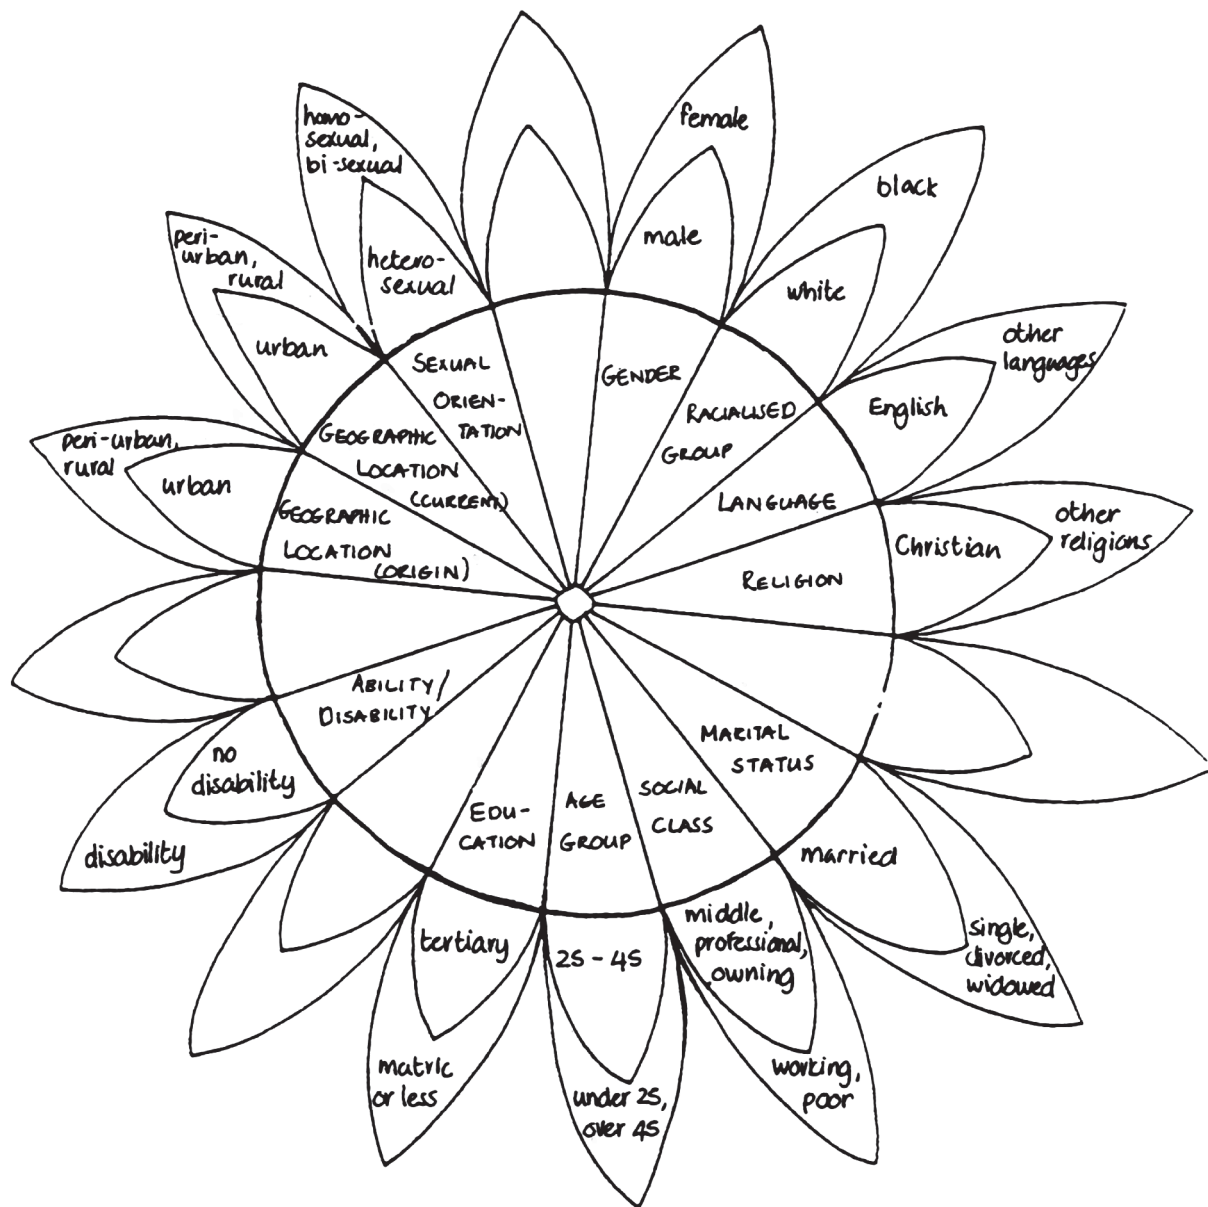 female
male
GENDER
black
white
RACIALISED
GROUP
other
languages
English
LANGUAGE
other
religions
Christian
RELIGION
MARITAL
STATUS
married
single,
divorced,
widowed
SOCIAL
CLASS
middle,
professional,
owning
working,
poor
AGE
GROUP
25 - 45
under 25,
over 45
EDU-
CATION
tertiary
matric
or less
ABILITY/
DISABILITY
no
disability
disability
GEOGRAPHIC
LOCATION
(ORIGIN)
urban
peri-urban,
rural
GEOGRAPHIC
LOCATION
(CURRENT)
urban
peri-
urban,
rural
SEXUAL
ORIEN-
TATION
hetero-
sexual
homo-
sexual,
bi-sexual